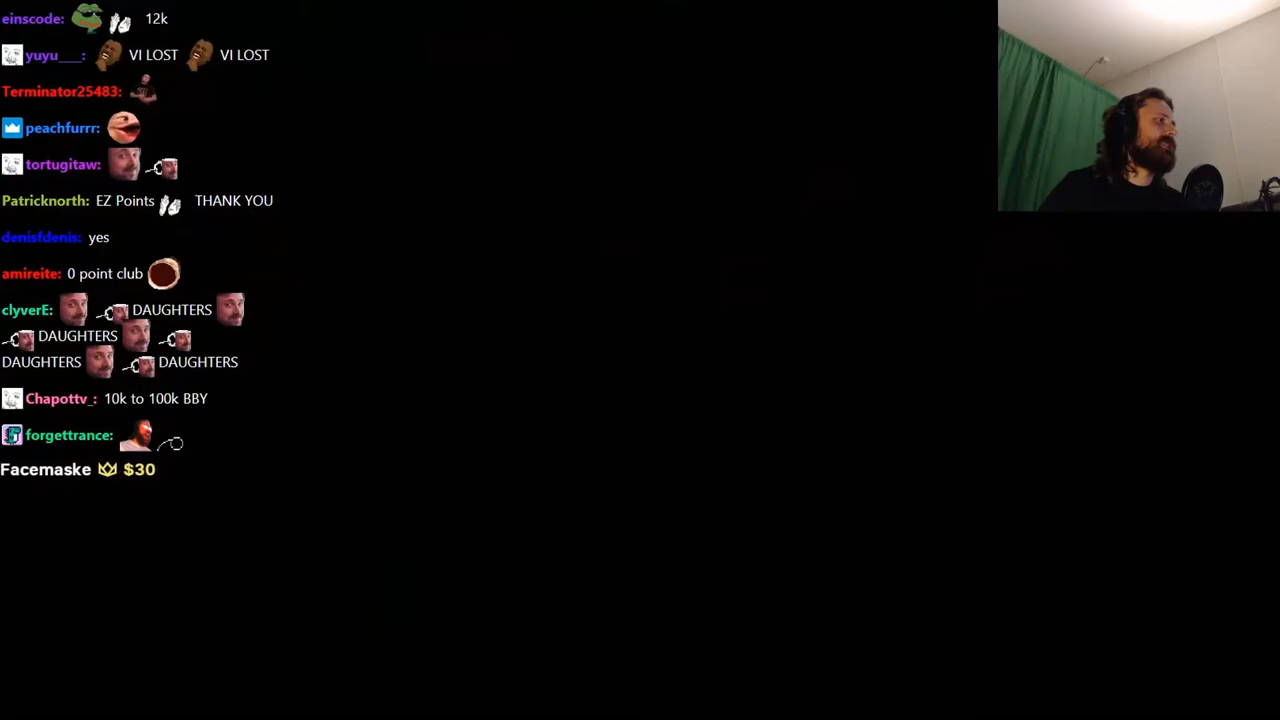 einscode: 12k
yuyu___: VI LOST VI LOST
Terminator25483:
peachfurrr:
tortugitaw:
Patricknorth: EZ Points THANK YOU
denisfdenis: yes
amireite: 0 point club
clyverE: DAUGHTERS
DAUGHTERS
DAUGHTERS DAUGHTERS
Chapottv_: 10k to 100k BBY
forgettrance:
Facemaske $30